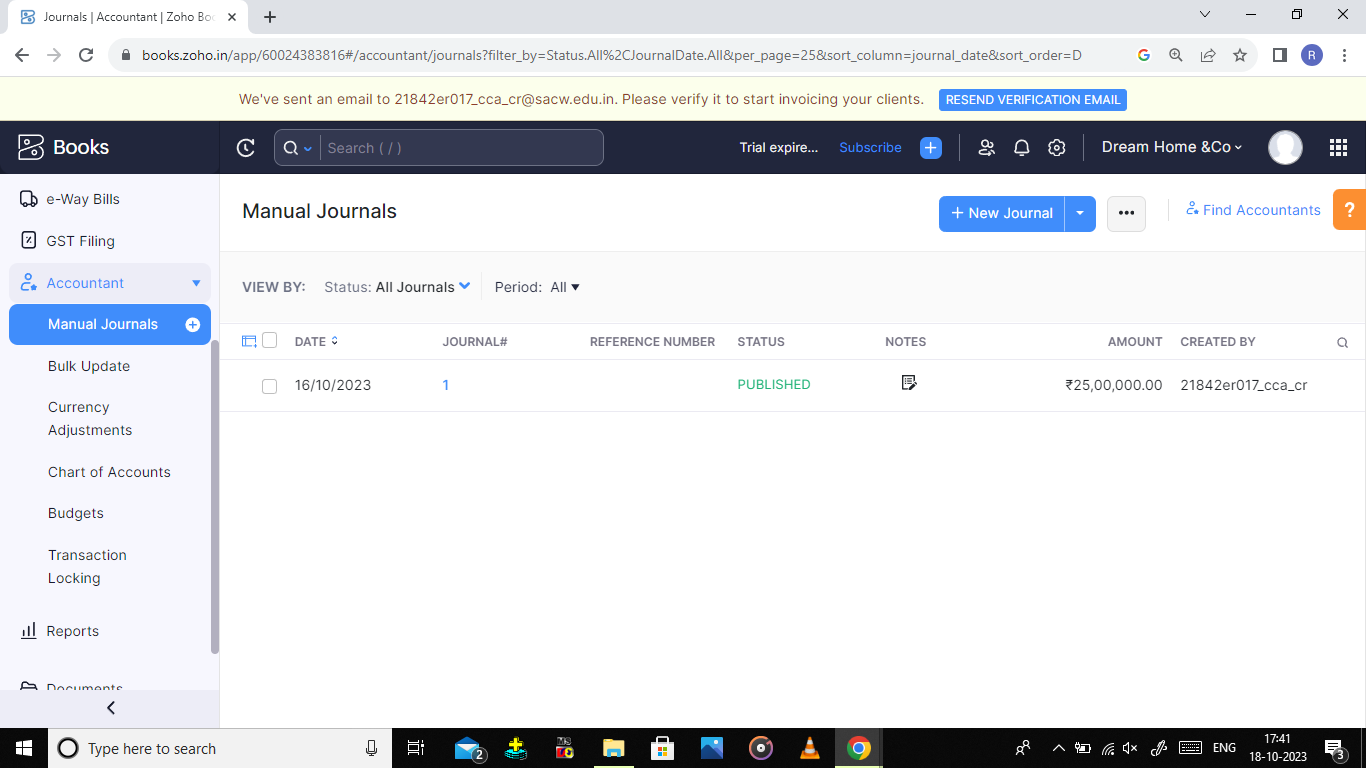 Journals | Accountant | Zoho Boo
books.zoho.in/app/60024383816#/accountant/journals?filter_by=Status.All%2CJournalDate.All&per_page=25&sort_column=journal_date&sort_order=D
R
We've sent an email to 21842er017_cca_cr@sacw.edu.in. Please verify it to start invoicing your clients.
RESEND VERIFICATION EMAIL
Books
Search ( / )
Trial expire...
Subscribe
Dream Home &Co
e-Way Bills
GST Filing
Accountant
Manual Journals
Bulk Update
Currency
Adjustments
Chart of Accounts
Budgets
Transaction
Locking
Reports
Documents
Manual Journals
+ New Journal
Find Accountants
?
VIEW BY: Status: All Journals Period: All
DATE JOURNAL# REFERENCE NUMBER STATUS NOTES AMOUNT CREATED BY
16/10/2023 1 PUBLISHED ₹25,00,000.00 21842er017_cca_cr
Type here to search
2
ENG
17:41
18-10-2023
3